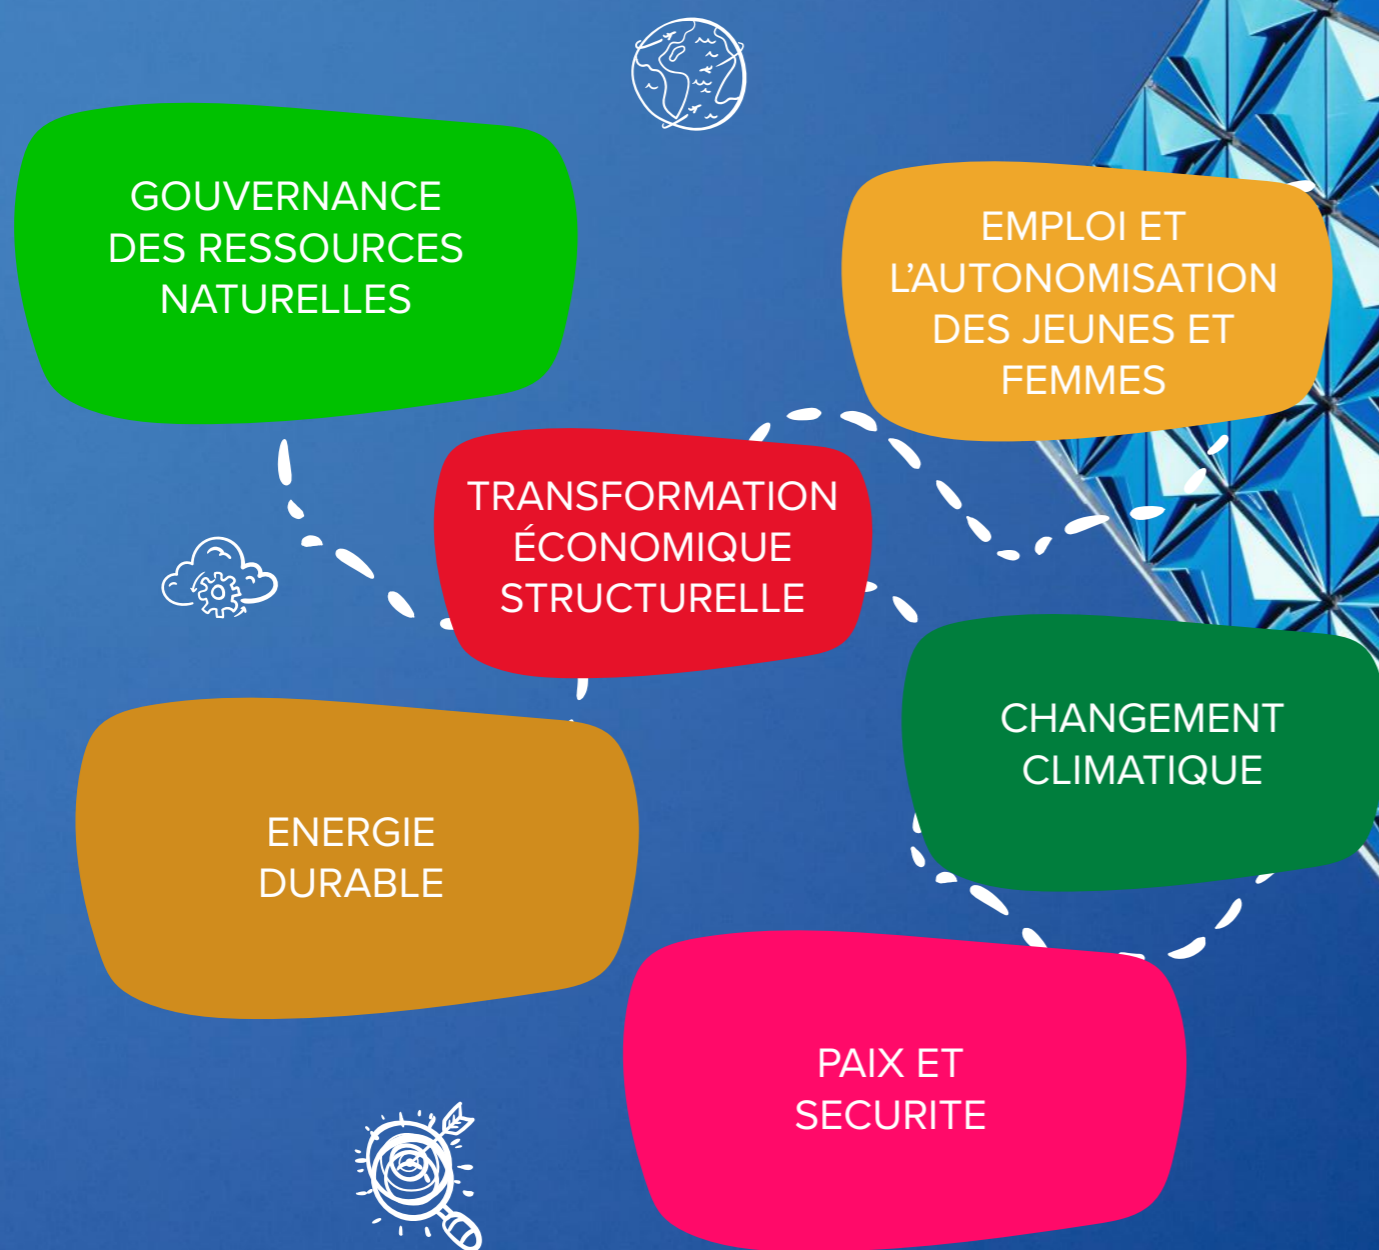 GOUVERNANCE
DES RESSOURCES
NATURELLES
EMPLOI ET
L'AUTONOMISATION
DES JEUNES ET
FEMMES
TRANSFORMATION
ÉCONOMIQUE
STRUCTURELLE
CHANGEMENT
CLIMATIQUE
ENERGIE
DURABLE
PAIX ET
SECURITE